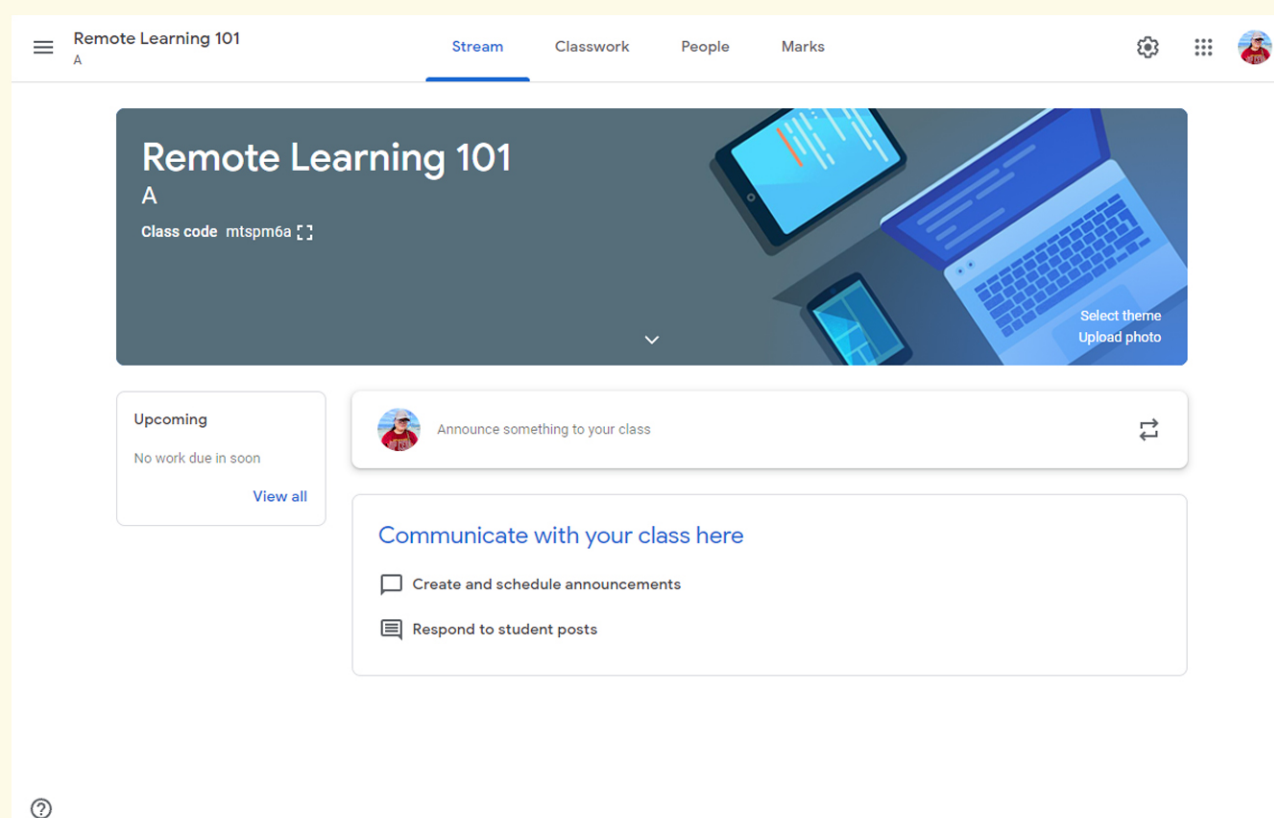 Remote Learning 101
A
Stream Classwork People Marks
Remote Learning 101
A
Class code mtspm6a
Select theme
Upload photo
Upcoming
No work due in soon
View all
Announce something to your class
Communicate with your class here
Create and schedule announcements
Respond to student posts